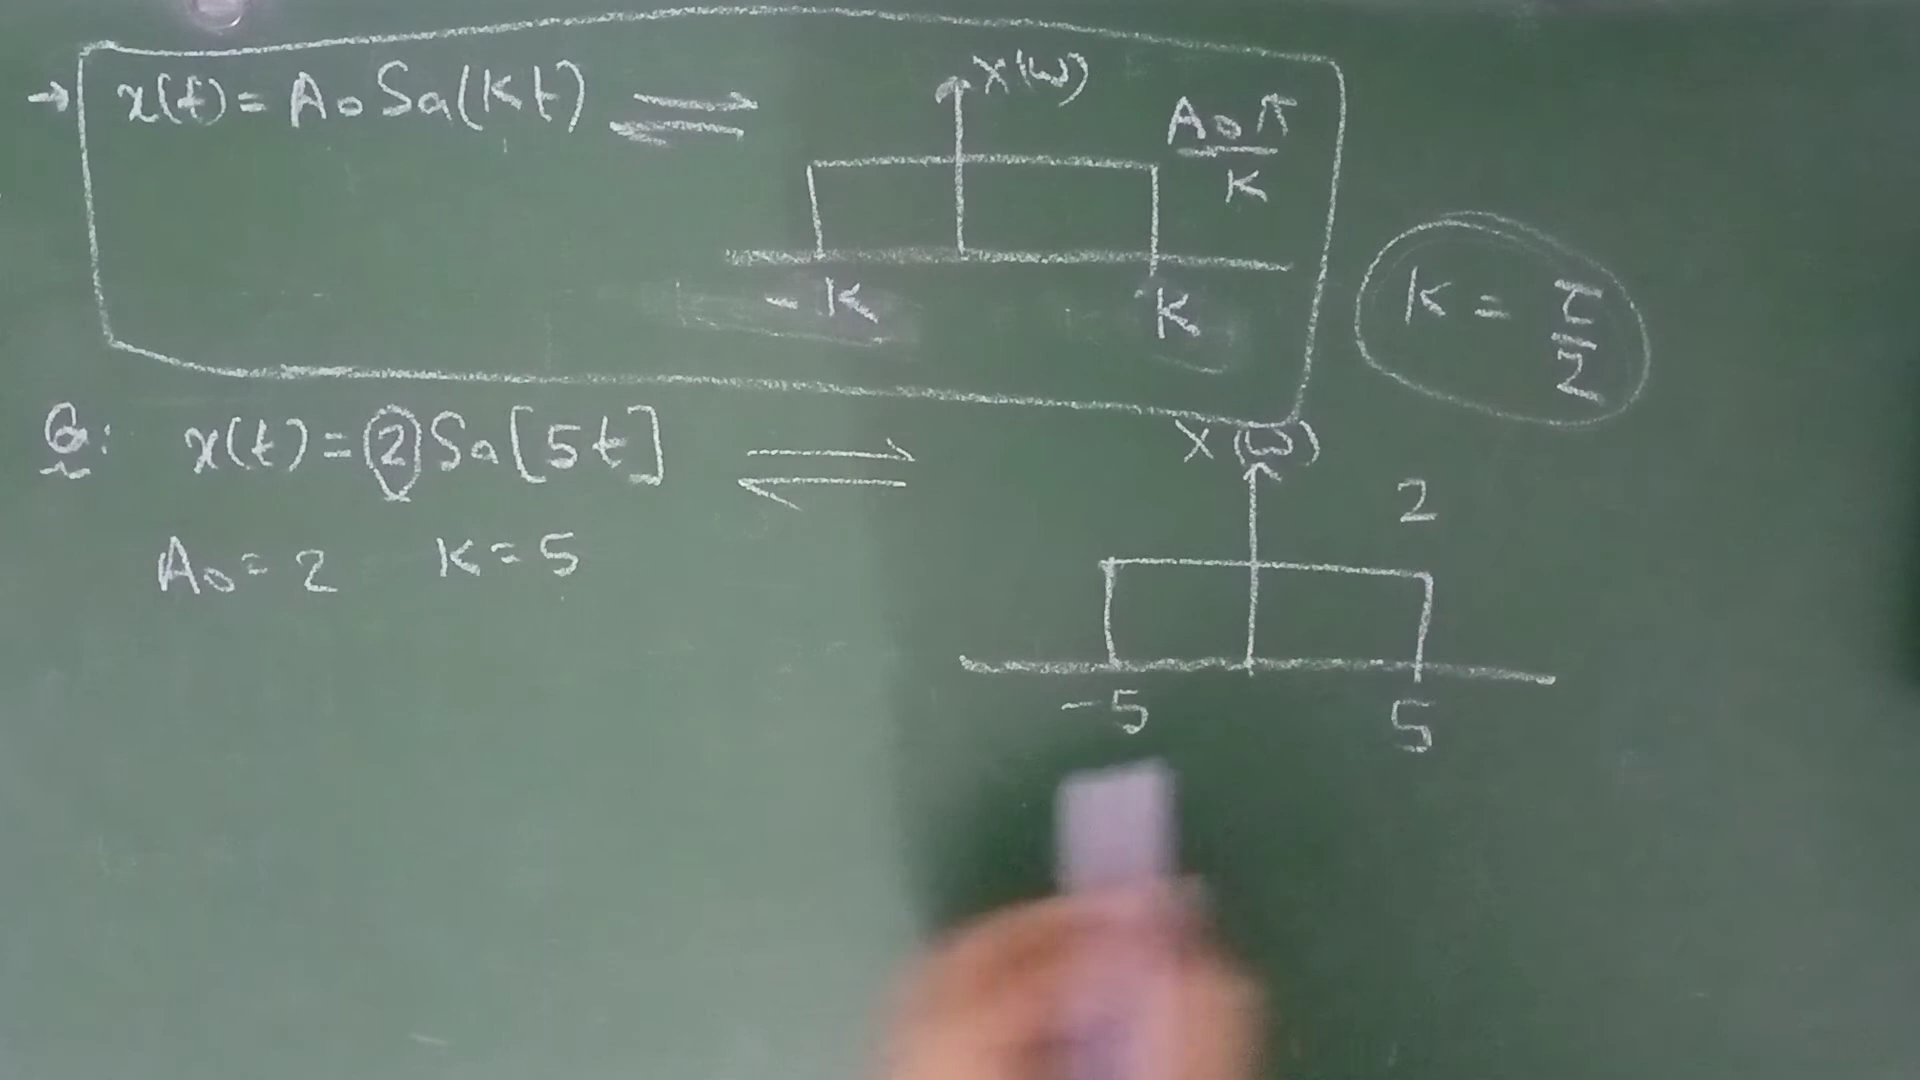 → x(t) = A₀ Sa(Kt) ⇌ X(ω)
A₀π/K
-K K
K = τ/2
Q: x(t) = 2 Sa[5t] ⇌ X(ω)
2
A₀ = 2 K = 5
-5 5